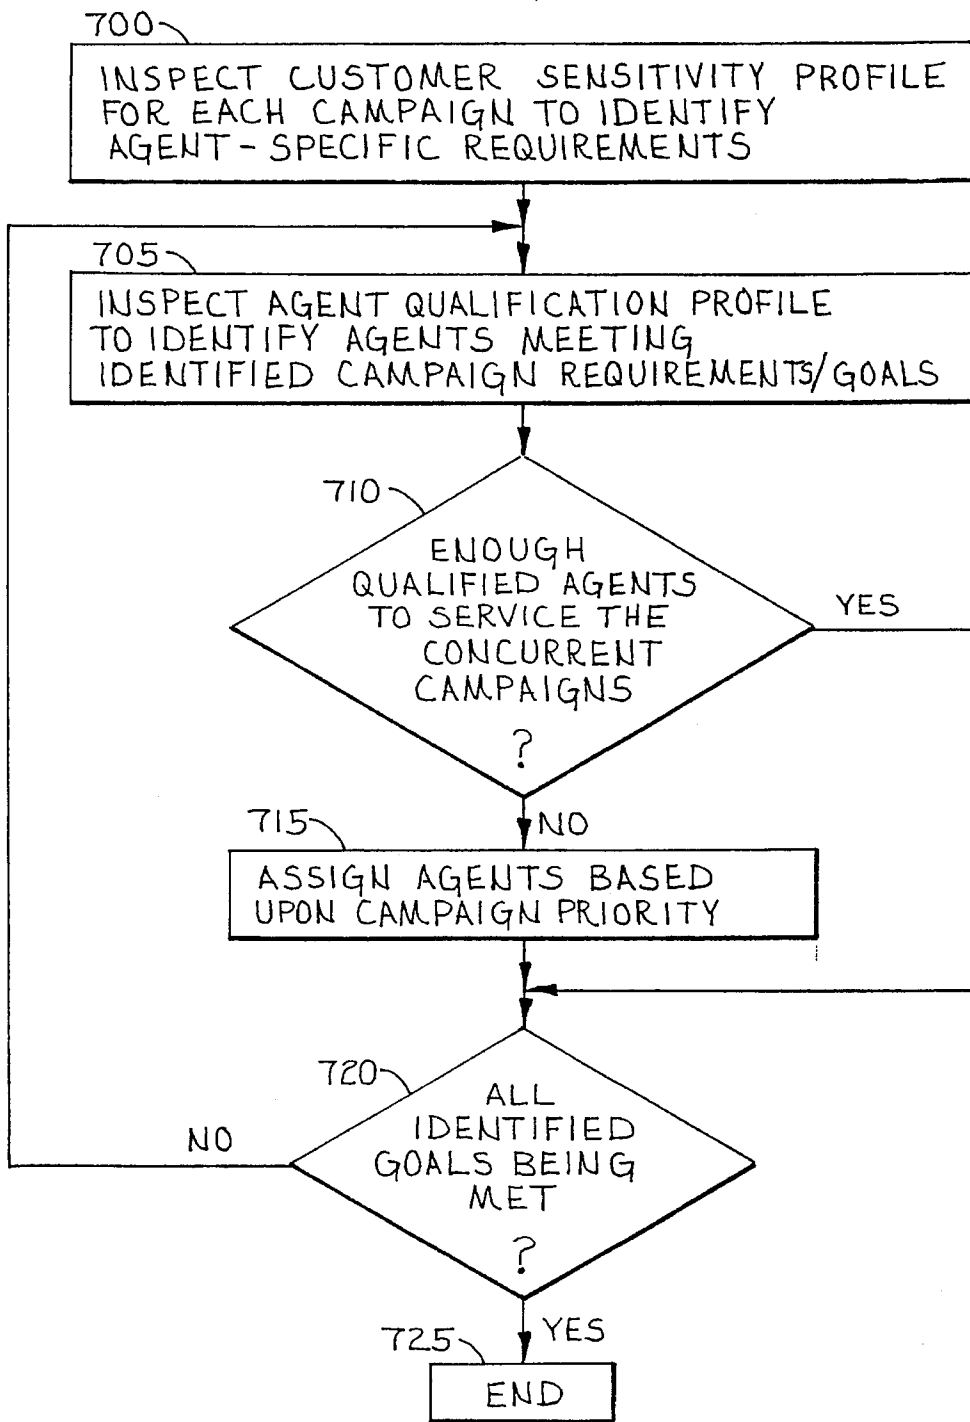 700
INSPECT CUSTOMER SENSITIVITY PROFILE
FOR EACH CAMPAIGN TO IDENTIFY
AGENT-SPECIFIC REQUIREMENTS
705
INSPECT AGENT QUALIFICATION PROFILE
TO IDENTIFY AGENTS MEETING
IDENTIFIED CAMPAIGN REQUIREMENTS/GOALS
710
ENOUGH
QUALIFIED AGENTS
TO SERVICE THE
CONCURRENT
CAMPAIGNS
?
YES
NO
715
ASSIGN AGENTS BASED
UPON CAMPAIGN PRIORITY
720
ALL
IDENTIFIED
GOALS BEING
MET
?
NO
YES
725
END